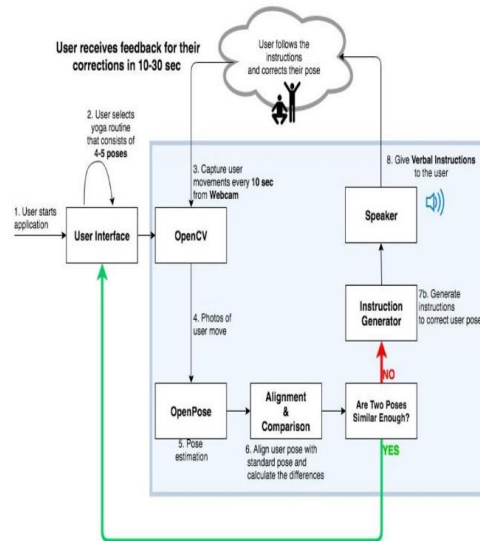 User receives feedback for their
corrections in 10-30 sec
User follows the
instructions
and corrects their pose
2. User selects
yoga routine
that consists of
4-5 poses
3. Capture user
movements every 10 sec
from Webcam
8. Give Verbal Instructions
to the user
1. User starts
application
User Interface
OpenCV
Speaker
4. Photos of
user move
7b. Generate
instructions
to correct user pose
Instruction
Generator
NO
OpenPose
Alignment
&
Comparison
Are Two Poses
Similar Enough?
5. Pose
estimation
6. Align user pose with
standard pose and
calculate the differences
YES